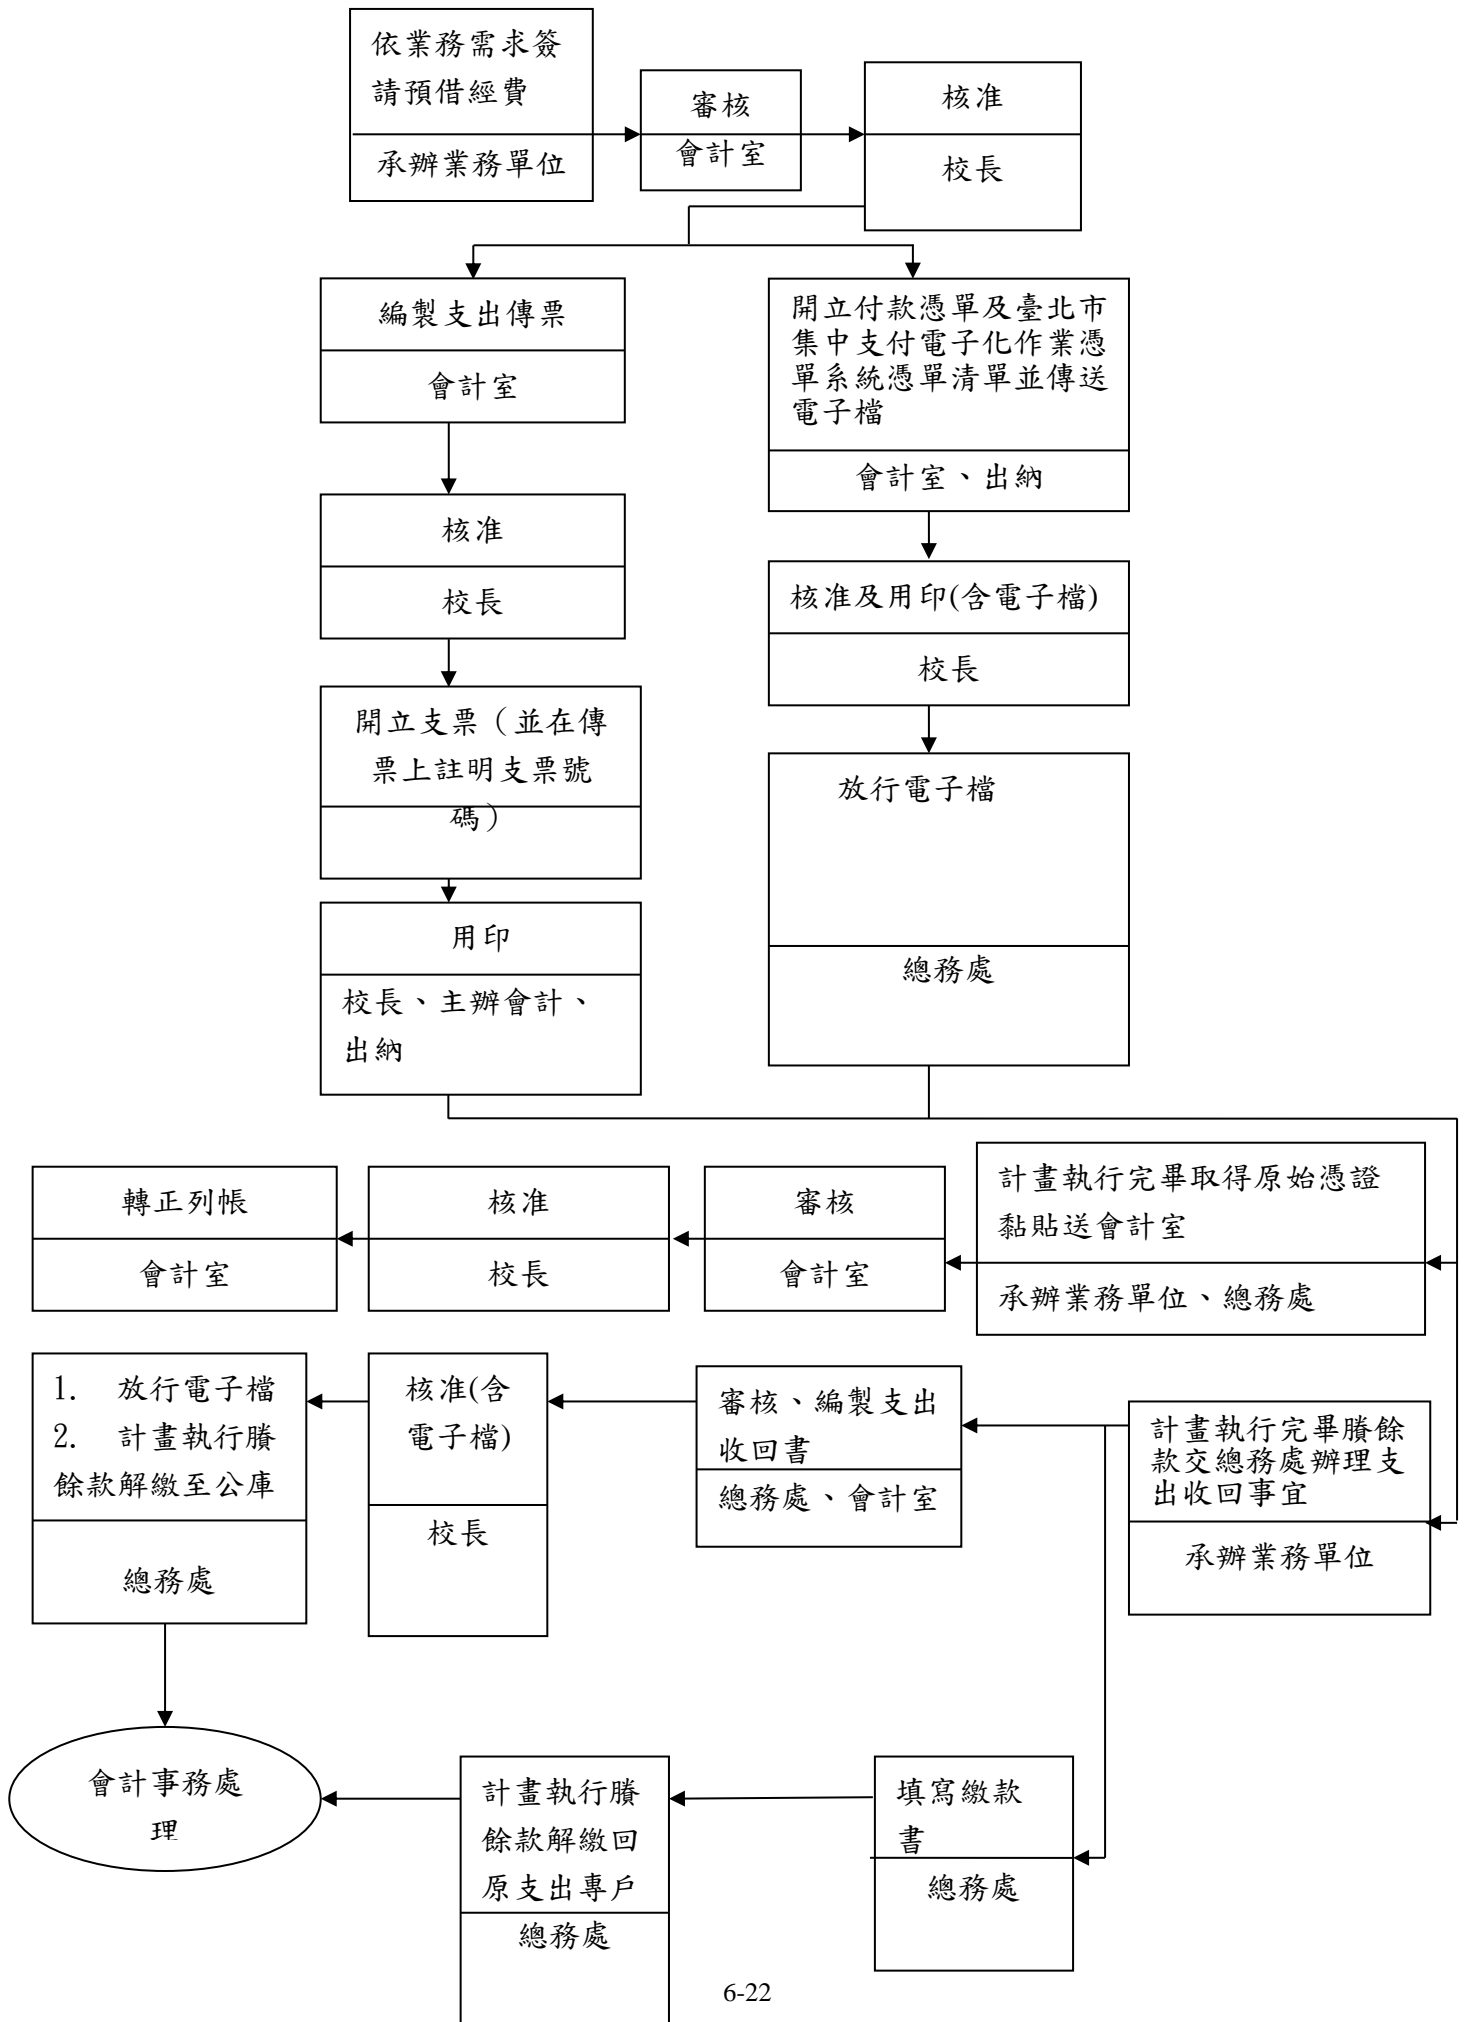 依業務需求簽
請預借經費
承辦業務單位
審核
會計室
核准
校長
編製支出傳票
會計室
開立付款憑單及臺北市
集中支付電子化作業憑
單系統憑單清單並傳送
電子檔
會計室、出納
核准
校長
核准及用印(含電子檔)
校長
開立支票（並在傳
票上註明支票號
碼）
放行電子檔
總務處
用印
校長、主辦會計、
出納
計畫執行完畢取得原始憑證
黏貼送會計室
承辦業務單位、總務處
審核
會計室
核准
校長
轉正列帳
會計室
計畫執行完畢賸餘
款交總務處辦理支
出收回事宜
承辦業務單位
審核、編製支出
收回書
總務處、會計室
核准(含
電子檔)
校長
1. 放行電子檔
2. 計畫執行賸
餘款解繳至公庫
總務處
填寫繳款
書
總務處
計畫執行賸
餘款解繳回
原支出專戶
總務處
會計事務處
理
6-22